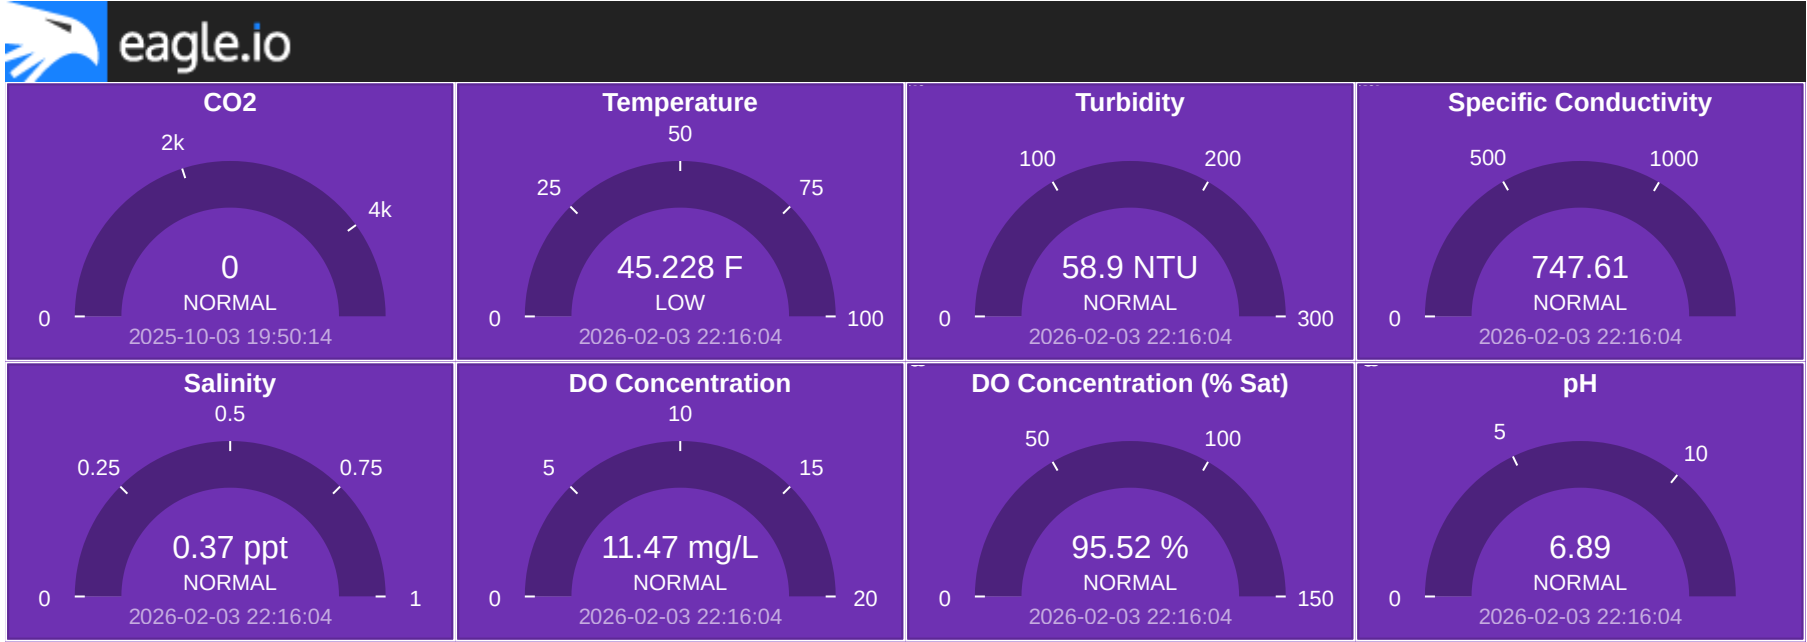 eagle.io
CO2
2k
4k
0
0
NORMAL
2025-10-03 19:50:14
Temperature
50
25
75
0
100
45.228 F
LOW
2026-02-03 22:16:04
Turbidity
100
200
0
300
58.9 NTU
NORMAL
2026-02-03 22:16:04
Specific Conductivity
500
1000
0
747.61
NORMAL
2026-02-03 22:16:04
Salinity
0.5
0.25
0.75
0
1
0.37 ppt
NORMAL
2026-02-03 22:16:04
DO Concentration
10
5
15
0
20
11.47 mg/L
NORMAL
2026-02-03 22:16:04
DO Concentration (% Sat)
50
100
0
150
95.52 %
NORMAL
2026-02-03 22:16:04
pH
5
10
0
6.89
NORMAL
2026-02-03 22:16:04